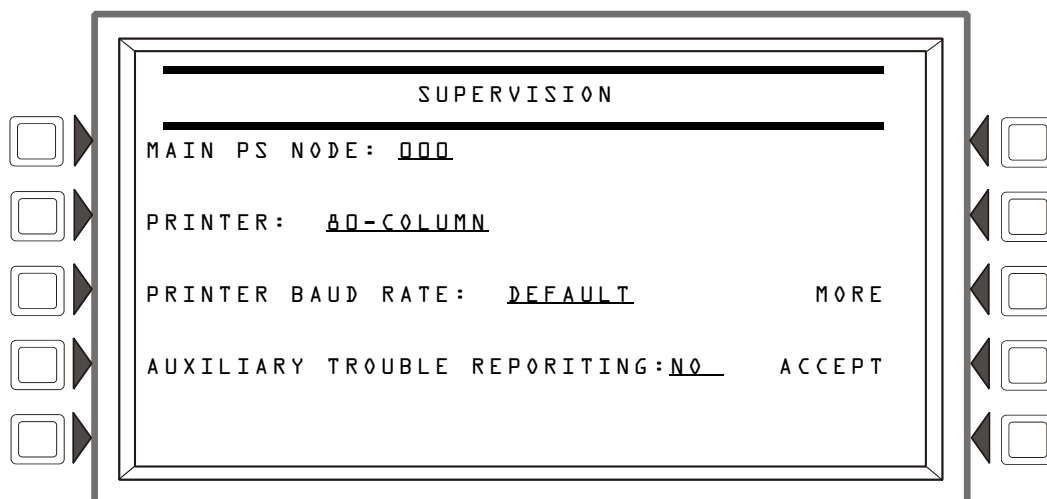 SUPERVISION
MAIN PS NODE: 000
PRINTER: 80-COLUMN
PRINTER BAUD RATE: DEFAULT MORE
AUXILIARY TROUBLE REPORITING:NO ACCEPT